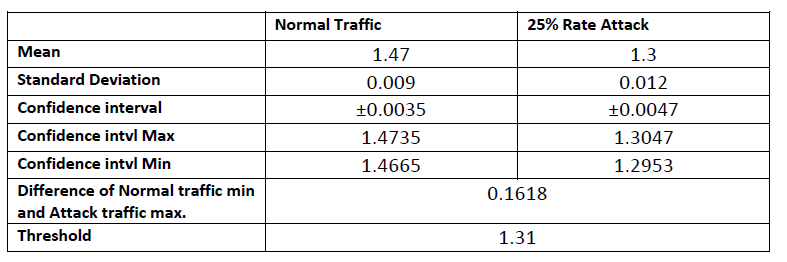 Normal Traffic 25% Rate Attack
Mean 1.47 1.3
Standard Deviation 0.009 0.012
Confidence interval ±0.0035 ±0.0047
Confidence intvl Max 1.4735 1.3047
Confidence intvl Min 1.4665 1.2953
Difference of Normal traffic min 0.1618
and Attack traffic max.
Threshold 1.31